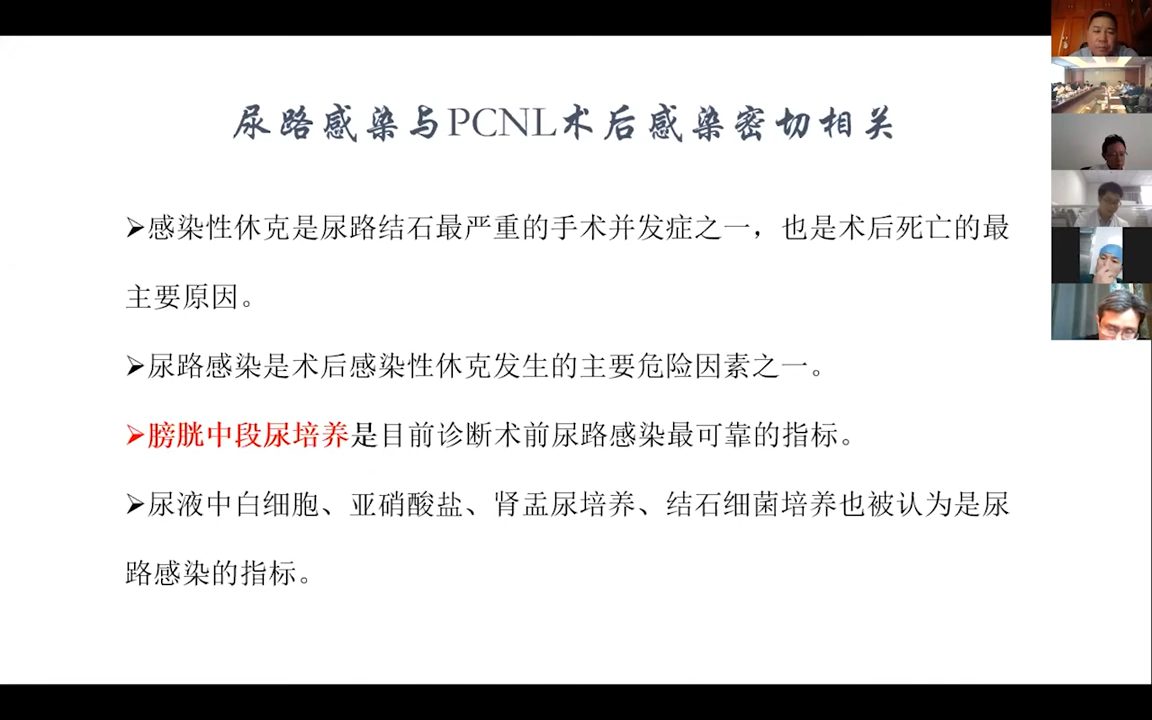 尿路感染与PCNL术后感染密切相关
➢感染性休克是尿路结石最严重的手术并发症之一，也是术后死亡的最
主要原因。
➢尿路感染是术后感染性休克发生的主要危险因素之一。
➢膀胱中段尿培养是目前诊断术前尿路感染最可靠的指标。
➢尿液中白细胞、亚硝酸盐、肾盂尿培养、结石细菌培养也被认为是尿
路感染的指标。